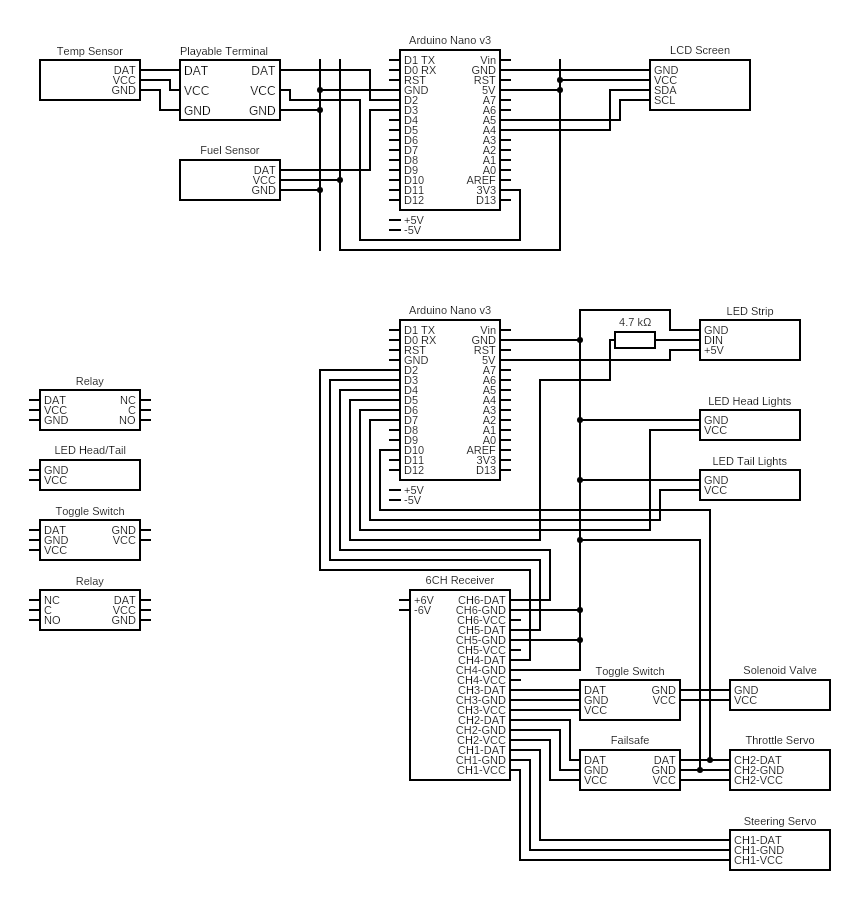 Arduino Nano v3
Temp Sensor
Playable Terminal
LCD Screen
DAT
VCC
GND
DAT DAT
VCC VCC
GND GND
D1 TX Vin
D0 RX GND
RST RST
GND 5V
D2 A7
D3 A6
D4 A5
D5 A4
D6 A3
D7 A2
D8 A1
D9 A0
D10 AREF
D11 3V3
D12 D13
+5V
-5V
GND
VCC
SDA
SCL
Fuel Sensor
DAT
VCC
GND
Arduino Nano v3
D1 TX Vin
D0 RX GND
RST RST
GND 5V
D2 A7
D3 A6
D4 A5
D5 A4
D6 A3
D7 A2
D8 A1
D9 A0
D10 AREF
D11 3V3
D12 D13
+5V
-5V
4.7 kΩ
LED Strip
GND
DIN
+5V
LED Head Lights
GND
VCC
LED Tail Lights
GND
VCC
Relay
DAT NC
VCC C
GND NO
LED Head/Tail
GND
VCC
Toggle Switch
DAT GND
GND VCC
VCC
Relay
NC DAT
C VCC
NO GND
6CH Receiver
+6V CH6-DAT
-6V CH6-GND
CH6-VCC
CH5-DAT
CH5-GND
CH5-VCC
CH4-DAT
CH4-GND
CH4-VCC
CH3-DAT
CH3-GND
CH3-VCC
CH2-DAT
CH2-GND
CH2-VCC
CH1-DAT
CH1-GND
CH1-VCC
Toggle Switch
DAT GND
GND VCC
VCC
Solenoid Valve
GND
VCC
Failsafe
DAT DAT
GND GND
VCC VCC
Throttle Servo
CH2-DAT
CH2-GND
CH2-VCC
Steering Servo
CH1-DAT
CH1-GND
CH1-VCC